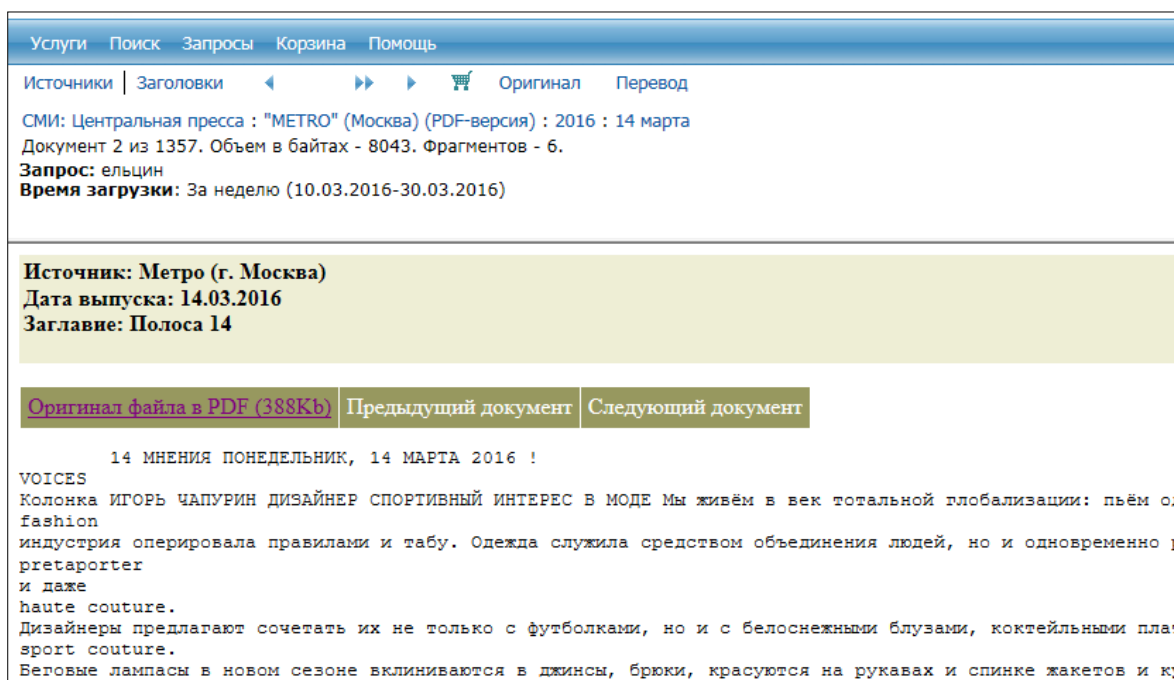 Услуги Поиск Запросы Корзина Помощь
Источники Заголовки Оригинал Перевод
СМИ: Центральная пресса : "METRO" (Москва) (PDF-версия) : 2016 : 14 марта
Документ 2 из 1357. Объем в байтах - 8043. Фрагментов - 6.
Запрос: ельцин
Время загрузки: За неделю (10.03.2016-30.03.2016)
Источник: Метро (г. Москва)
Дата выпуска: 14.03.2016
Заглавие: Полоса 14
Оригинал файла в PDF (388Kb) Предыдущий документ Следующий документ
14 МНЕНИЯ ПОНЕДЕЛЬНИК, 14 МАРТА 2016 !
VOICES
Колонка ИГОРЬ ЧАПУРИН ДИЗАЙНЕР СПОРТИВНЫЙ ИНТЕРЕС В МОДЕ Мы живём в век тотальной глобализации: пьём
fashion
индустрия оперировала правилами и табу. Одежда служила средством объединения людей, но и одновременно
pretaporter
и даже
haute couture.
Дизайнеры предлагают сочетать их не только с футболками, но и с белоснежными блузами, коктейльными
sport couture.
Беговые лампасы в новом сезоне вклиниваются в джинсы, брюки, красуются на рукавах и спинке жакетов и